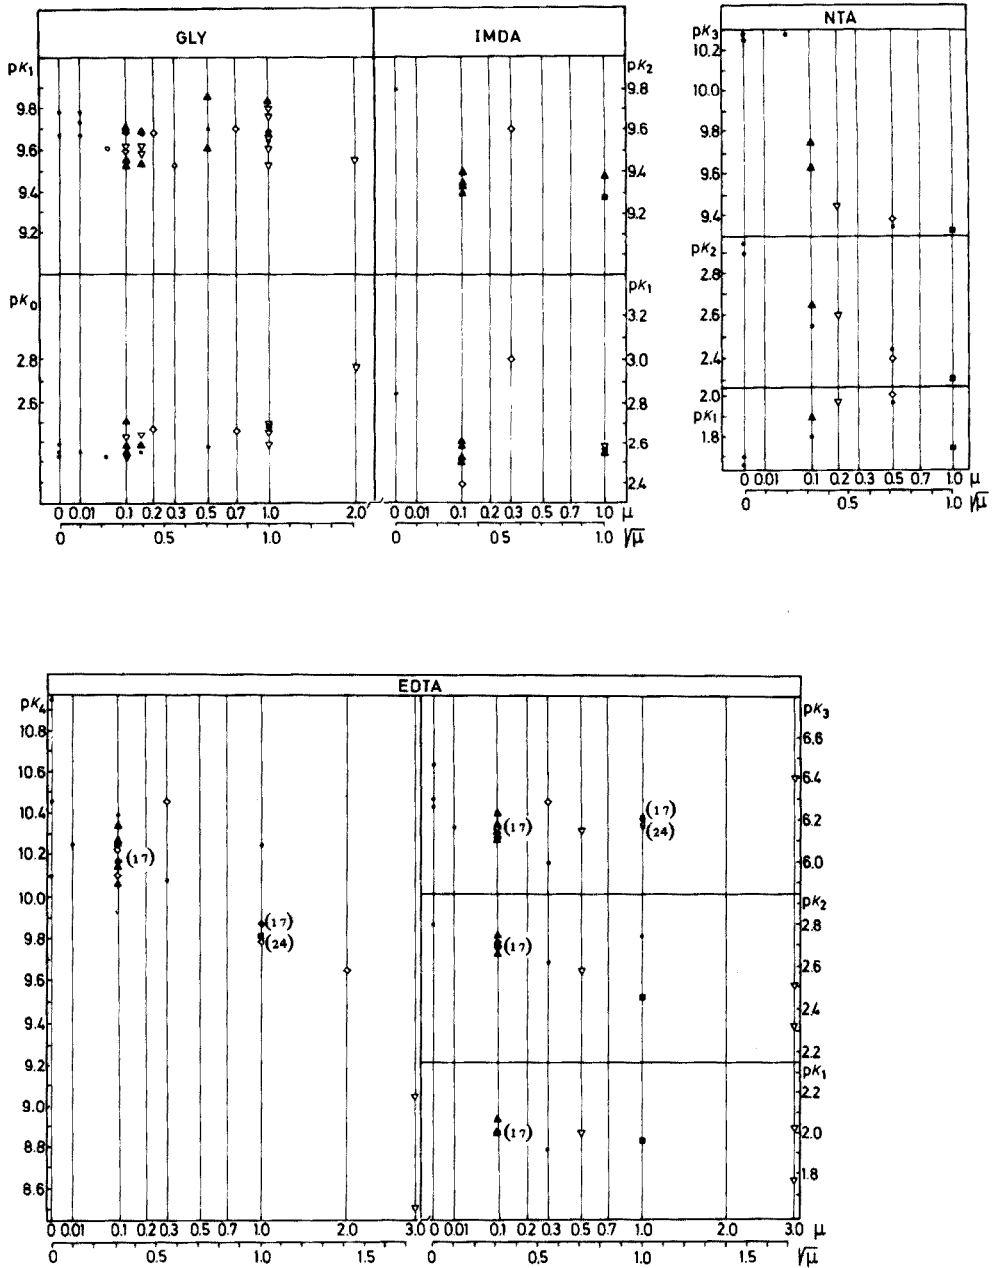 GLY IMDA
pK1
9.8
9.6
9.4
9.2
pK0
2.8
2.6
pK2
9.8
9.6
9.4
9.2
pK1
3.2
3.0
2.8
2.6
2.4
0 0.01 0.1 0.2 0.3 0.5 0.7 1.0 2.0
0 0.5 1.0
0 0.01 0.1 0.2 0.3 0.5 0.7 1.0 μ
0 0.5 1.0 √μ
NTA
pK3
10.2
10.0
9.8
9.6
9.4
pK2
2.8
2.6
2.4
2.0
pK1
1.8
0 0.01 0.1 0.2 0.3 0.5 0.7 1.0 μ
0 0.5 1.0 √μ
EDTA
pK4
10.8
10.6
10.4
10.2
10.0
9.8
9.6
9.4
9.2
9.0
8.8
8.6
(17)
(17)
(24)
pK3
6.6
6.4
6.2
6.0
(17)
(17)
(24)
pK2
2.8
2.6
2.4
2.2
(17)
pK1
2.2
2.0
1.8
(17)
0 0.01 0.1 0.2 0.3 0.5 0.7 1.0 2.0 3.0
0 0.5 1.0 1.5
0 0.01 0.1 0.2 0.3 0.5 0.7 1.0 2.0 3.0 μ
0 0.5 1.0 1.5 √μ